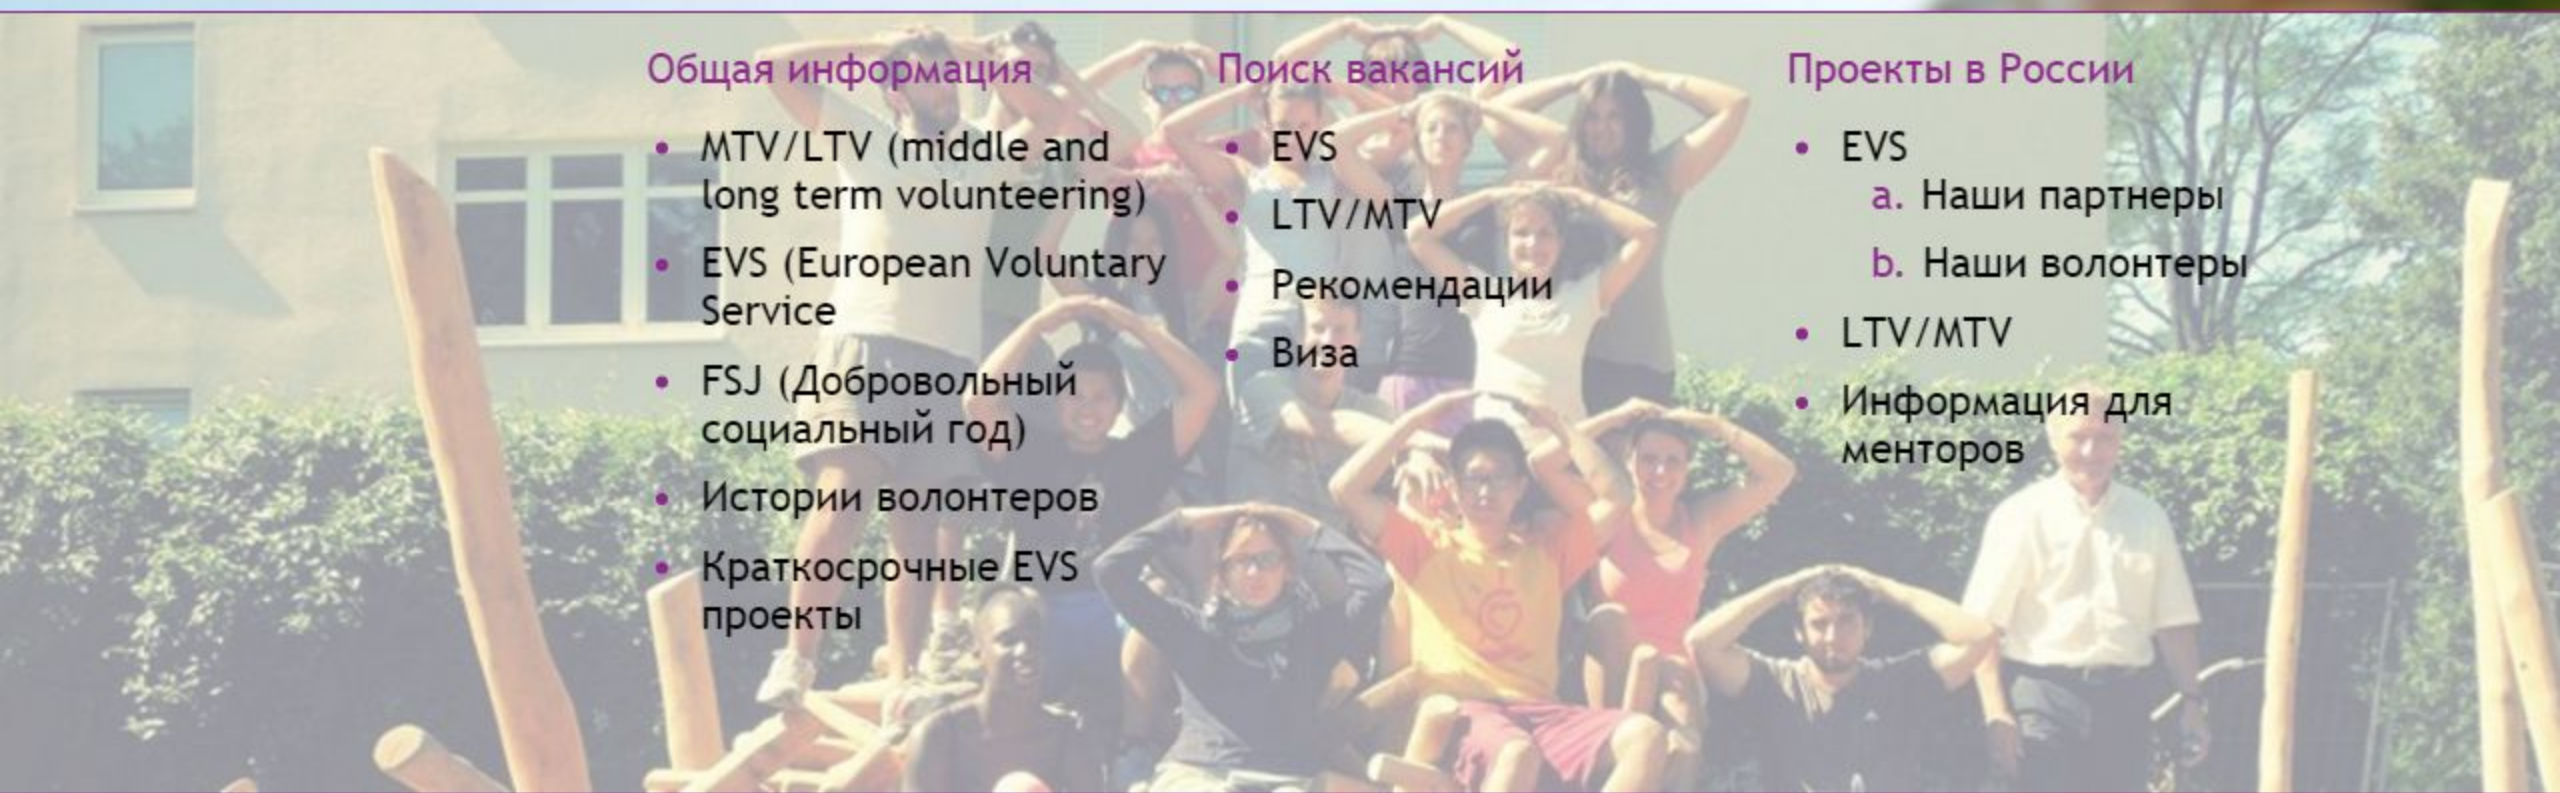 Общая информация
• MTV/LTV (middle and
long term volunteering)
• EVS (European Voluntary
Service
• FSJ (Добровольный
социальный год)
• Истории волонтеров
• Краткосрочные EVS
проекты
Поиск вакансий
• EVS
• LTV/MTV
• Рекомендации
• Виза
Проекты в России
• EVS
a. Наши партнеры
b. Наши волонтеры
• LTV/MTV
• Информация для
менторов